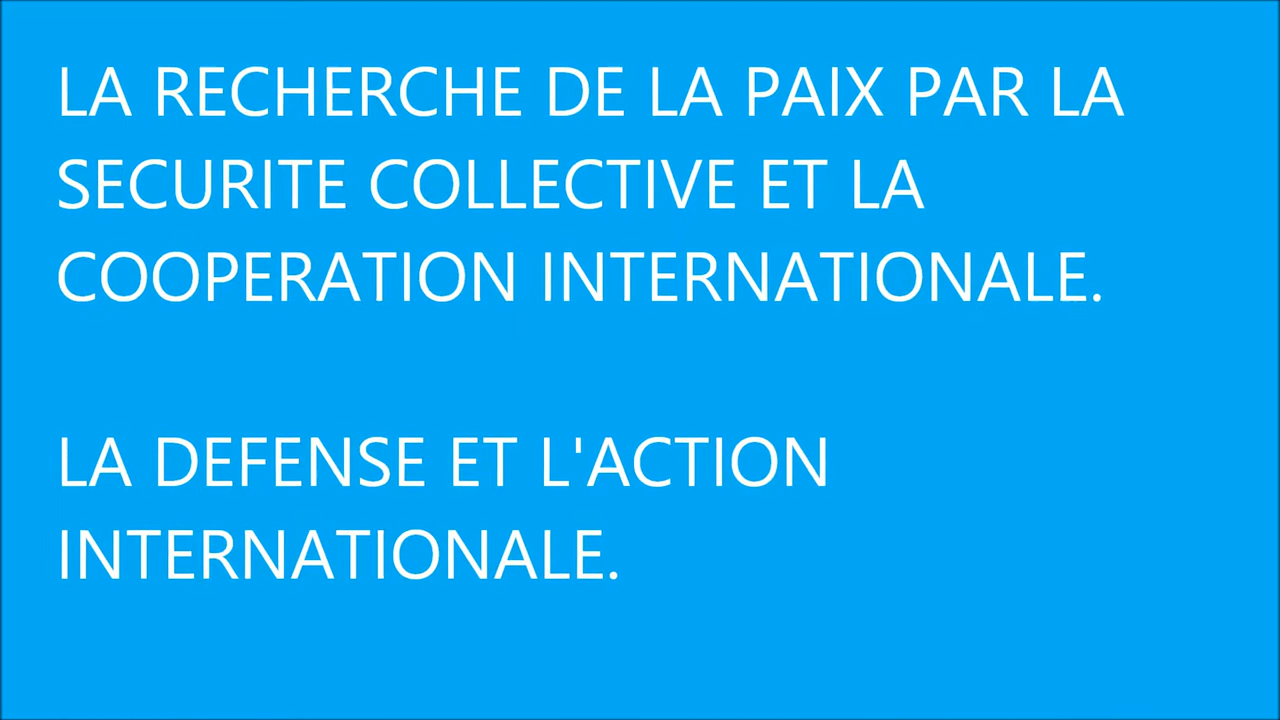 LA RECHERCHE DE LA PAIX PAR LA
SECURITE COLLECTIVE ET LA
COOPERATION INTERNATIONALE.
LA DEFENSE ET L'ACTION
INTERNATIONALE.